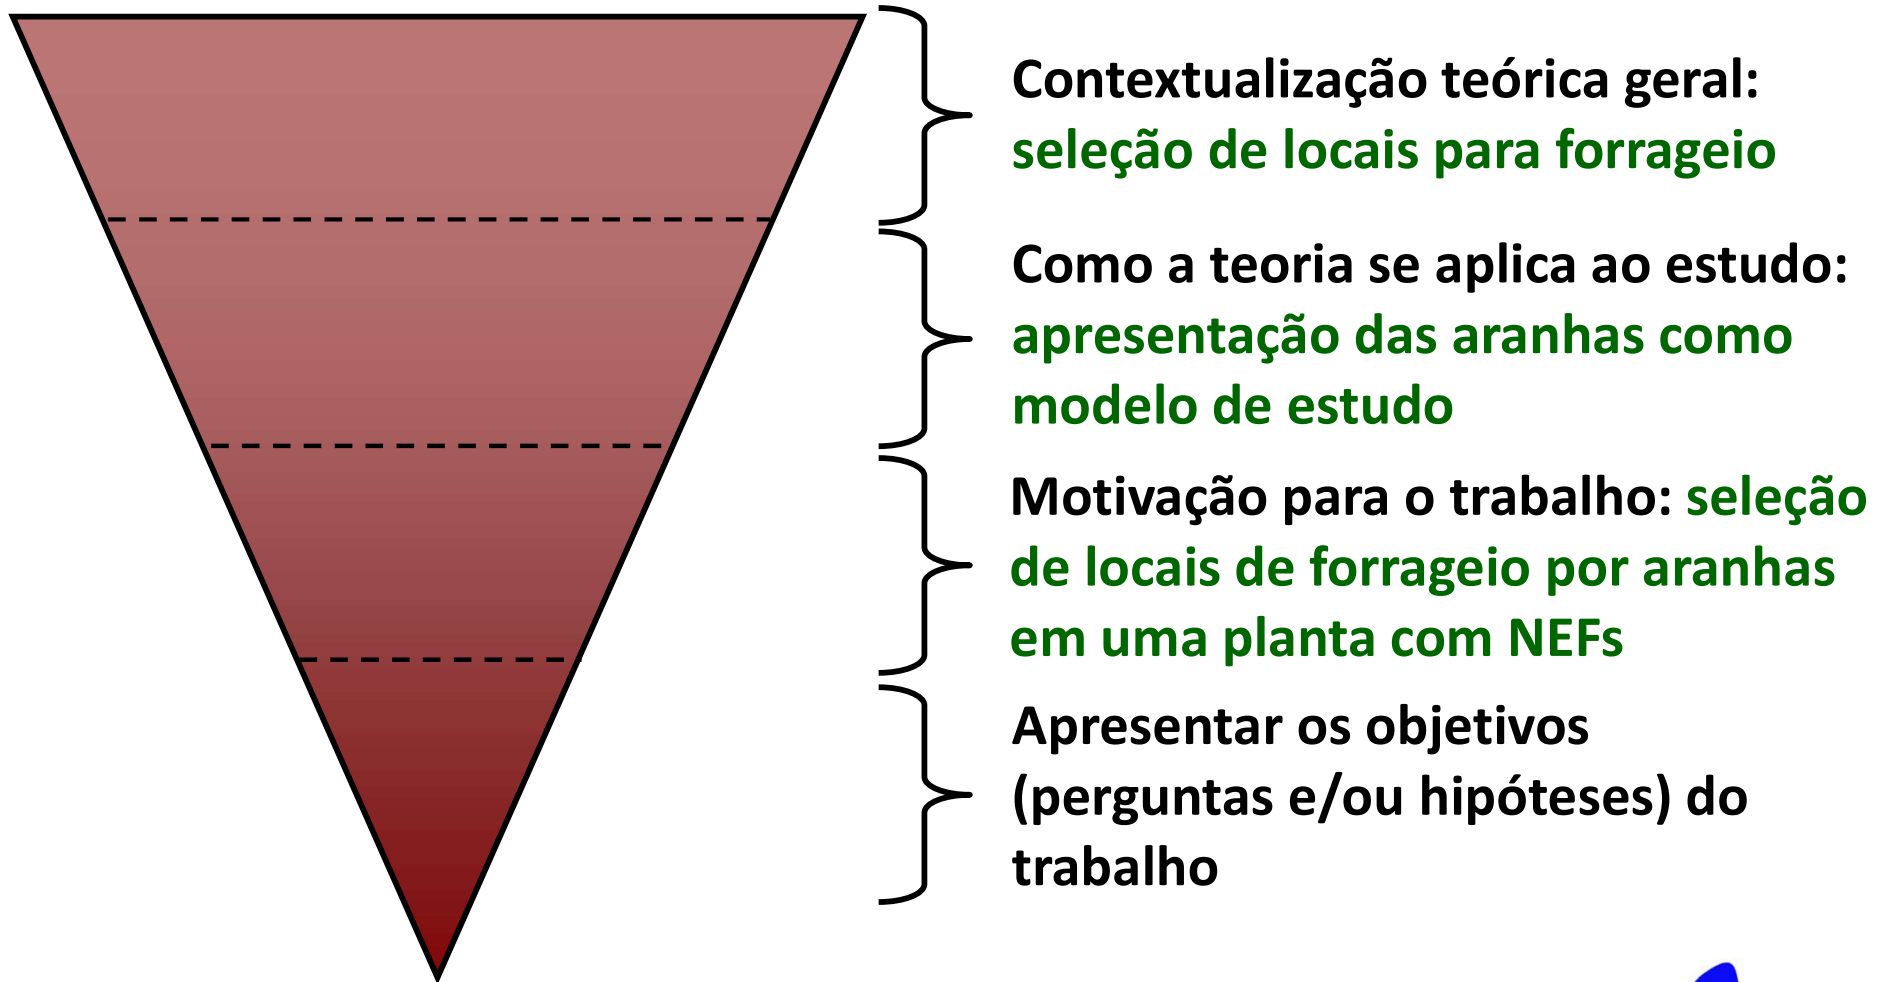 Contextualização teórica geral:
seleção de locais para forrageio
Como a teoria se aplica ao estudo:
apresentação das aranhas como
modelo de estudo
Motivação para o trabalho: seleção
de locais de forrageio por aranhas
em uma planta com NEFs
Apresentar os objetivos
(perguntas e/ou hipóteses) do
trabalho